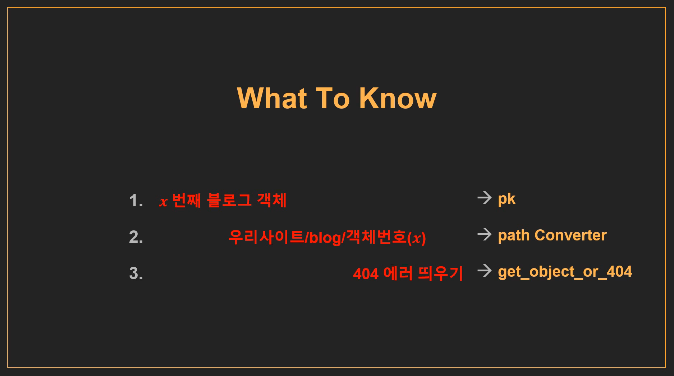 What To Know
1. x 번째 블로그 객체 → pk
2. 우리사이트/blog/객체번호(x) → path Converter
3. 404 에러 띄우기 → get_object_or_404